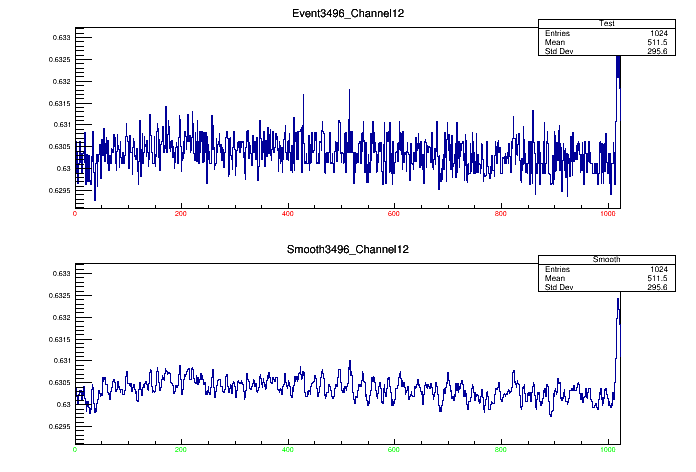 Event3496_Channel12
Test
Entries 1024
Mean 511.5
Std Dev 295.6
0.633
0.6325
0.632
0.6315
0.631
0.6305
0.63
0.6295
0 200 400 600 800 1000
Smooth3496_Channel12
Smooth
Entries 1024
Mean 511.5
Std Dev 295.6
0.633
0.6325
0.632
0.6315
0.631
0.6305
0.63
0.6295
0 200 400 600 800 1000